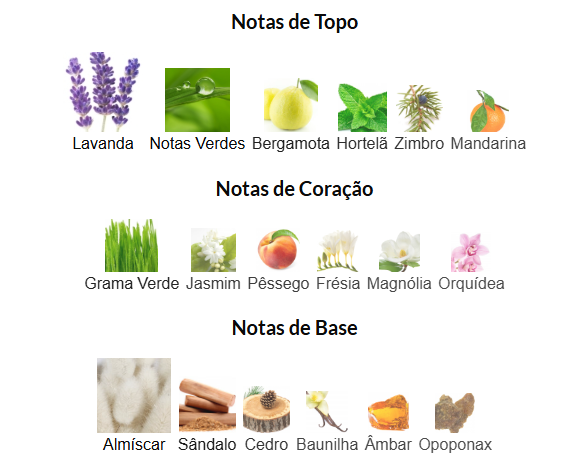 Notas de Topo
Lavanda Notas Verdes Bergamota Hortelã Zimbro Mandarina
Notas de Coração
Grama Verde Jasmim Pêssego Frésia Magnólia Orquídea
Notas de Base
Almíscar Sândalo Cedro Baunilha Âmbar Opoponax